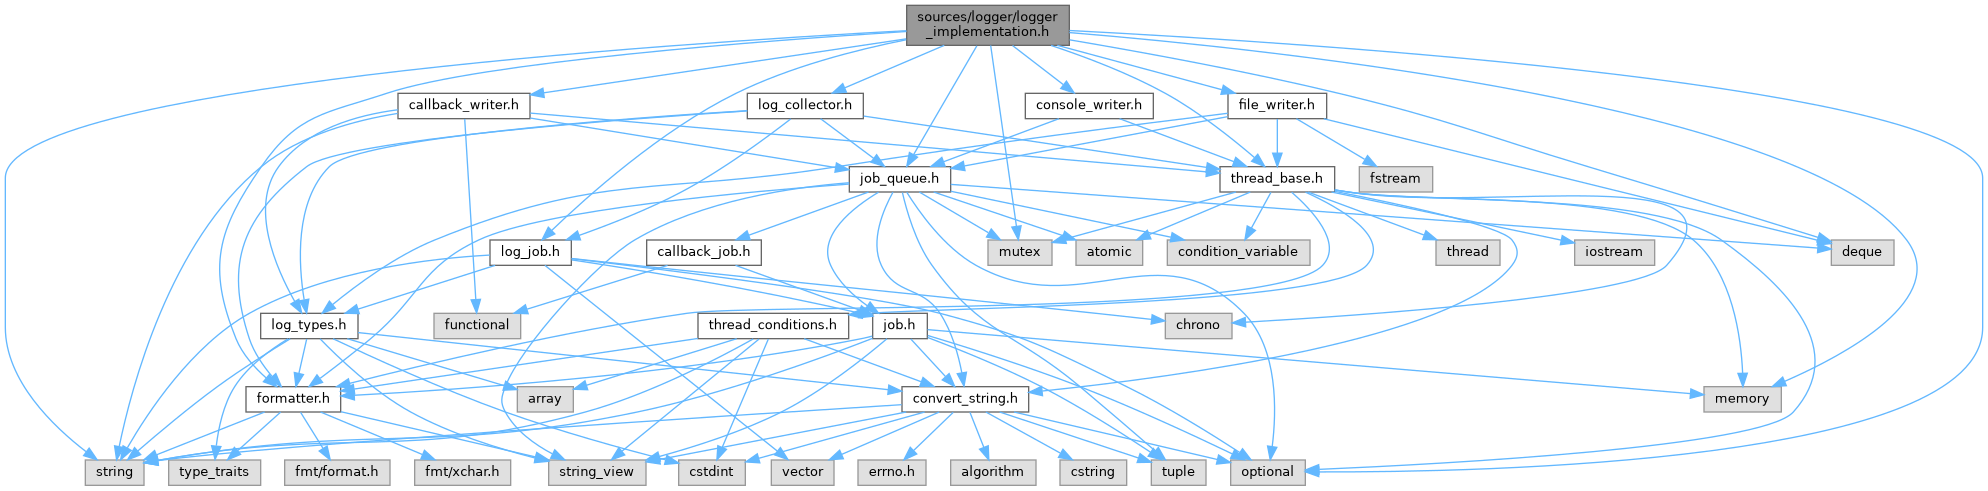 sources/logger/logger
_implementation.h
callback_writer.h
log_collector.h
console_writer.h
file_writer.h
job_queue.h
thread_base.h
fstream
log_job.h
callback_job.h
mutex
atomic
condition_variable
thread
iostream
deque
log_types.h
functional
thread_conditions.h
job.h
chrono
formatter.h
array
convert_string.h
memory
string
type_traits
fmt/format.h
fmt/xchar.h
string_view
cstdint
vector
errno.h
algorithm
cstring
tuple
optional